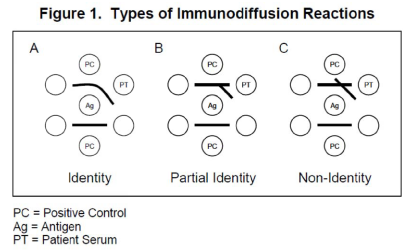 Figure 1. Types of Immunodiffusion Reactions
A B C
PC PC PC
PT PT PT
Ag Ag Ag
PC PC PC
Identity Partial Identity Non-Identity
PC = Positive Control
Ag = Antigen
PT = Patient Serum